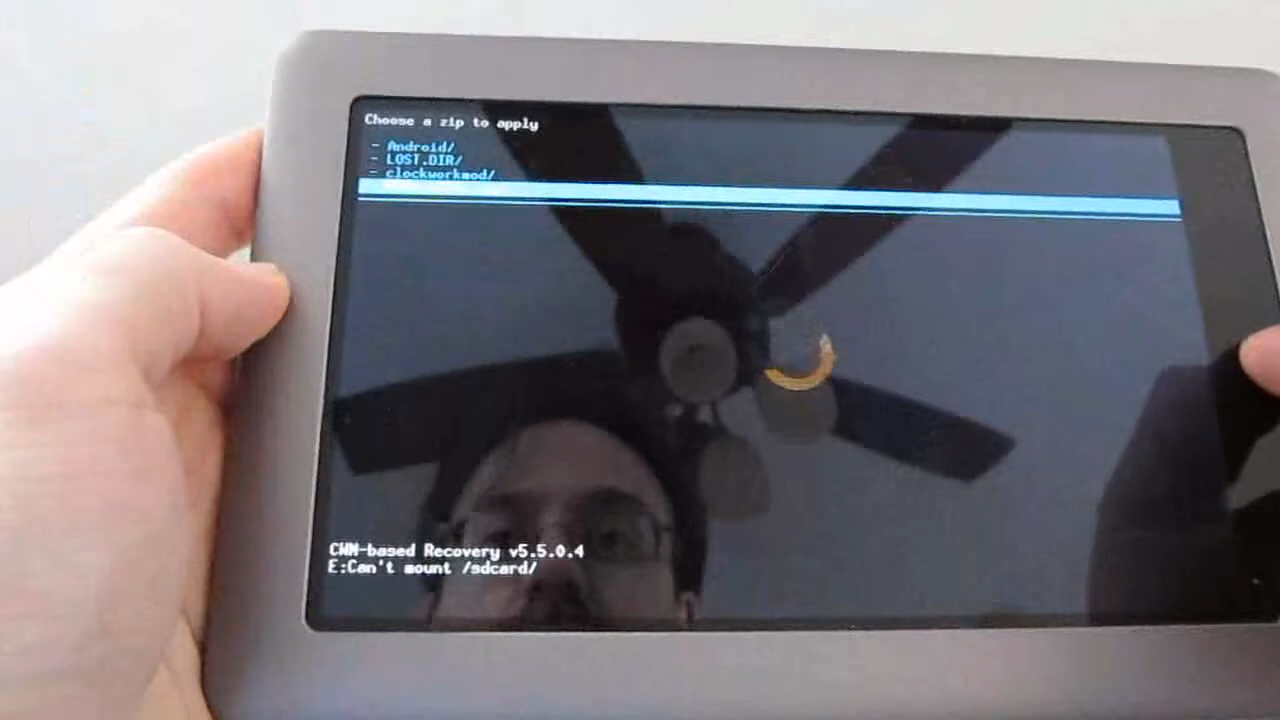 Choose a zip to apply
- Android/
- LOST.DIR/
- clockworkmod/
CWM-based Recovery v5.5.0.4
E:Can't mount /sdcard/